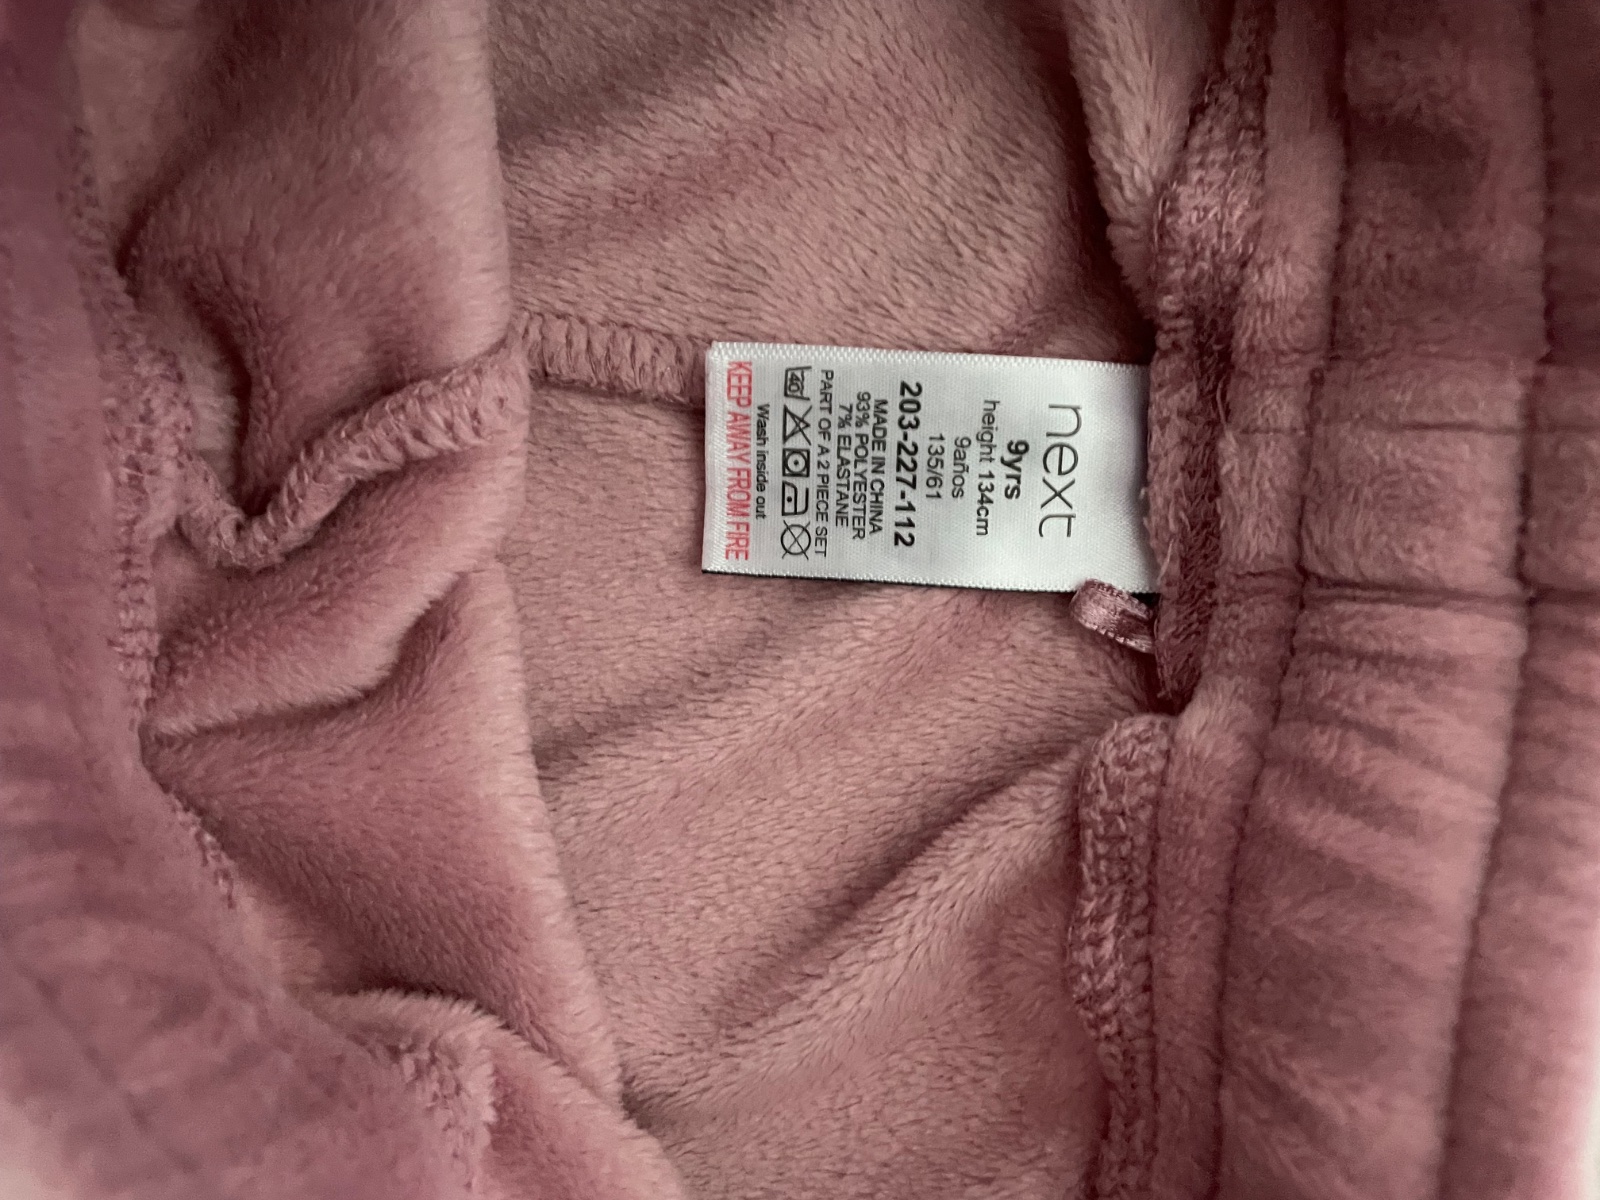 next
9yrs
height 134cm
9años
135/61
203-227-112
MADE IN CHINA
93% POLYESTER
7% ELASTANE
PART OF A 2 PIECE SET
40
Wash inside out
KEEP AWAY FROM FIRE